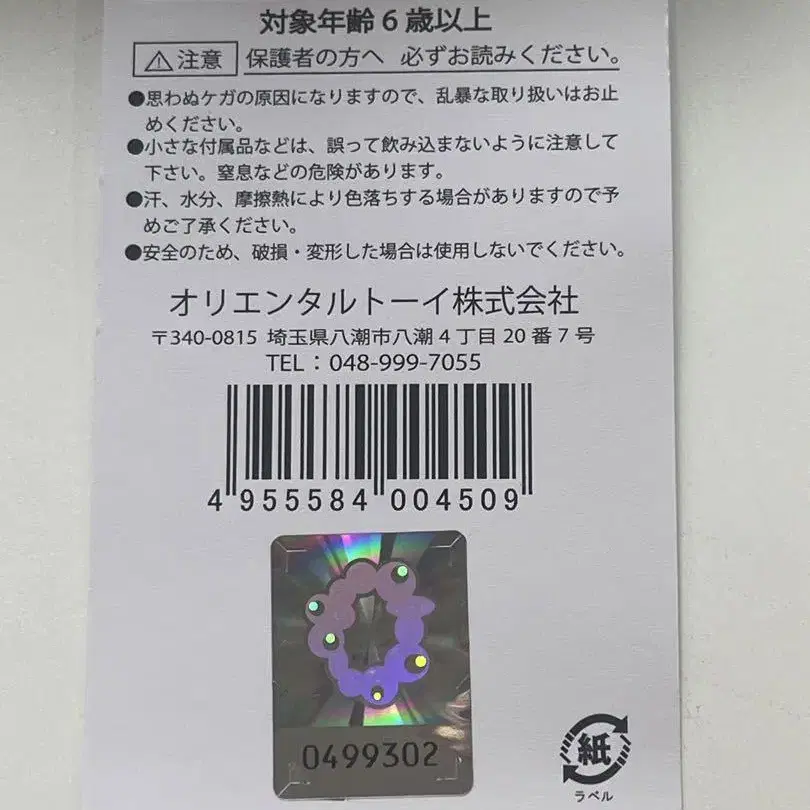 対象年齢6歳以上
⚠注意 保護者の方へ 必ずお読みください。
●思わぬケガの原因になりますので、乱暴な取り扱いはお止
めください。
●小さな付属品などは、誤って飲み込まないように注意して
下さい。窒息などの危険があります。
●汗、水分、摩擦熱により色落ちする場合がありますので予
めご了承ください。
●安全のため、破損・変形した場合は使用しないでください。
オリエンタルトーイ株式会社
〒340-0815 埼玉県八潮市八潮4丁目20番7号
TEL：048-999-7055
4 955584 004509
0499302
紙
ラベル